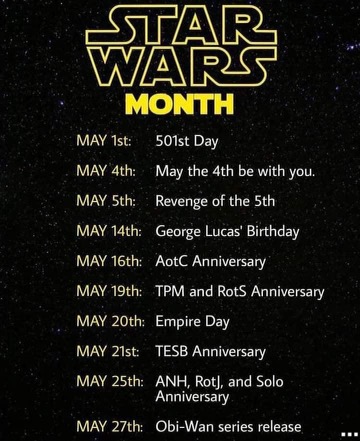 STAR
WARS
MONTH
MAY 1st: 501st Day
MAY 4th: May the 4th be with you.
MAY 5th: Revenge of the 5th
MAY 14th: George Lucas' Birthday
MAY 16th: AotC Anniversary
MAY 19th: TPM and RotS Anniversary
MAY 20th: Empire Day
MAY 21st: TESB Anniversary
MAY 25th: ANH, RotJ, and Solo
Anniversary
MAY 27th: Obi-Wan series release